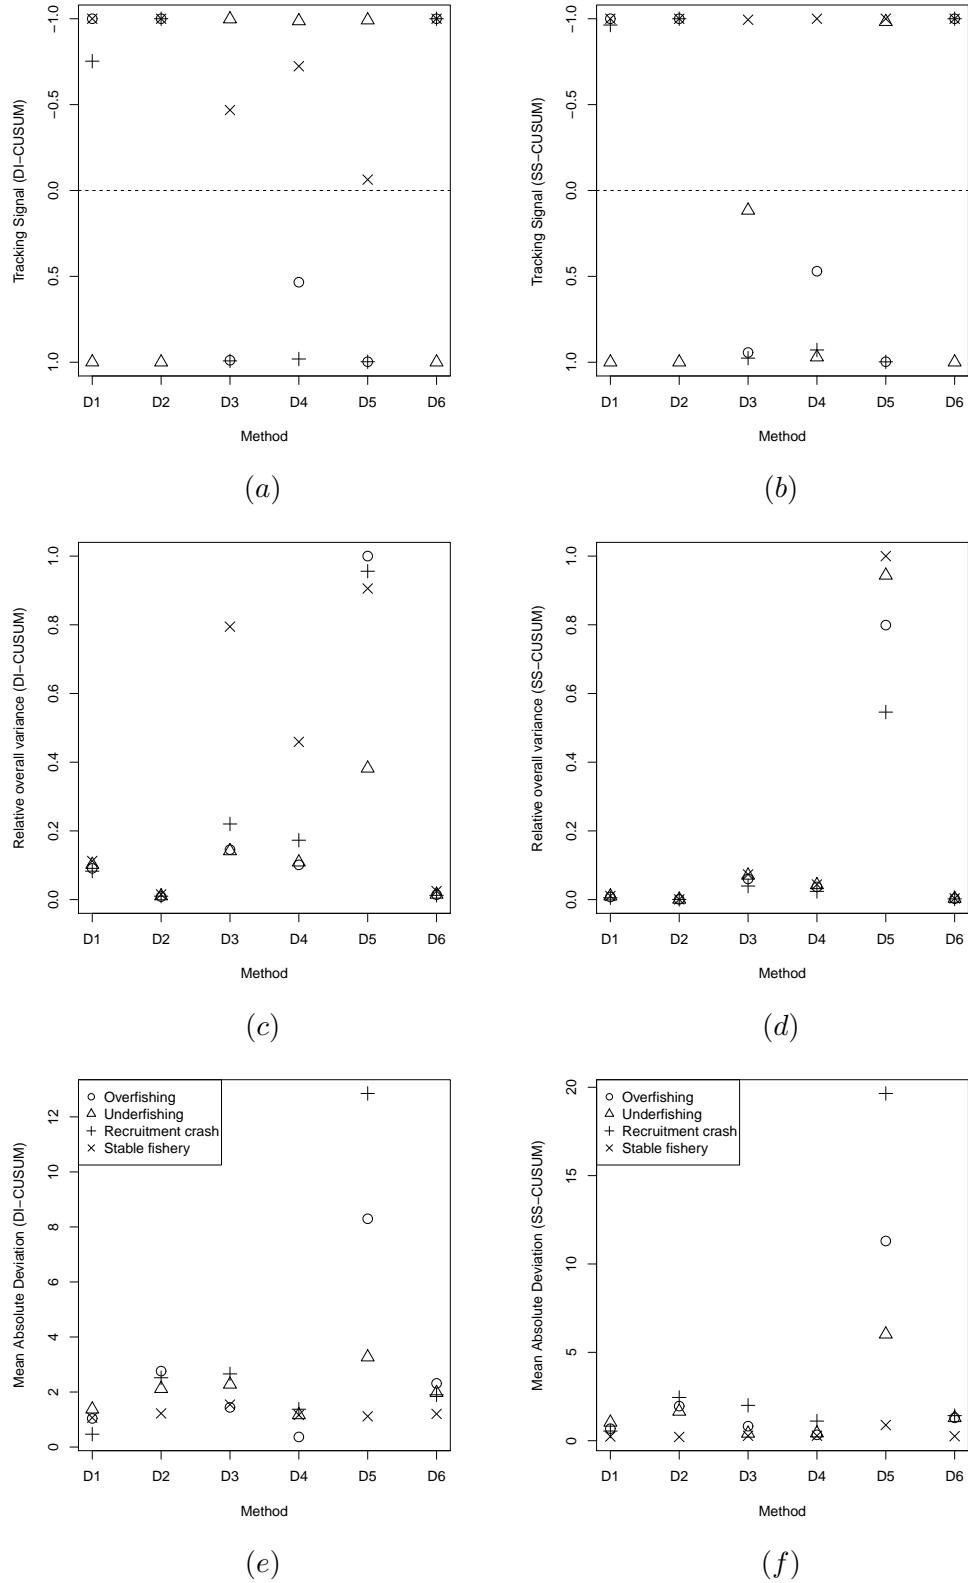 Tracking Signal (DI−CUSUM)
−1.0
−0.5
0.0
0.5
1.0
D1 D2 D3 D4 D5 D6
Method
(a)
Tracking Signal (SS−CUSUM)
−1.0
−0.5
0.0
0.5
1.0
D1 D2 D3 D4 D5 D6
Method
(b)
Relative overall variance (DI−CUSUM)
1.0
0.8
0.6
0.4
0.2
0.0
D1 D2 D3 D4 D5 D6
Method
(c)
Relative overall variance (SS−CUSUM)
1.0
0.8
0.6
0.4
0.2
0.0
D1 D2 D3 D4 D5 D6
Method
(d)
Mean Absolute Deviation (DI−CUSUM)
12
10
8
6
4
2
0
Overfishing
Underfishing
Recruitment crash
Stable fishery
D1 D2 D3 D4 D5 D6
Method
(e)
Mean Absolute Deviation (SS−CUSUM)
20
15
10
5
0
Overfishing
Underfishing
Recruitment crash
Stable fishery
D1 D2 D3 D4 D5 D6
Method
(f)